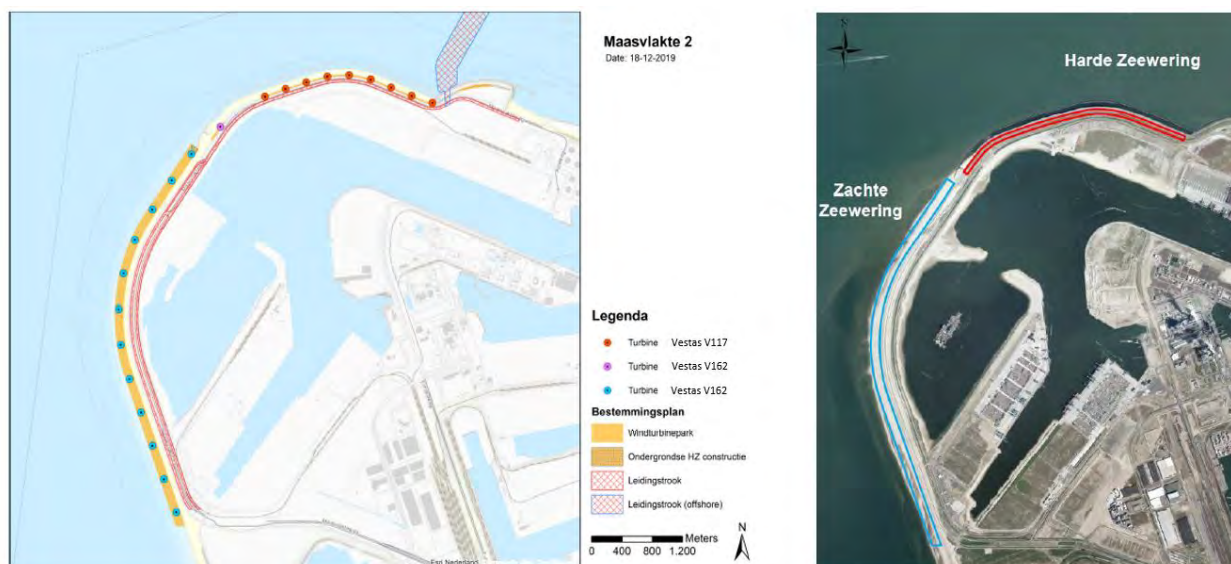 Maasvlakte 2
Date: 18-12-2019
Legenda
Turbine Vestas V117
Turbine Vestas V162
Turbine Vestas V162
Bestemmingsplan
Windturbinepark
Ondergrondse HZ constructie
Leidingstrook
Leidingstrook (offshore)
Meters
0 400 800 1.200
N
Esri Nederland
Harde Zeewering
Zachte
Zeewering